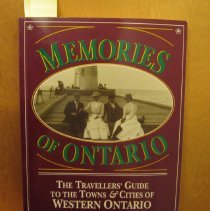 MEMORIES
OF ONTARIO
THE TRAVELLERS' GUIDE
TO THE TOWNS & CITIES OF
WESTERN ONTARIO